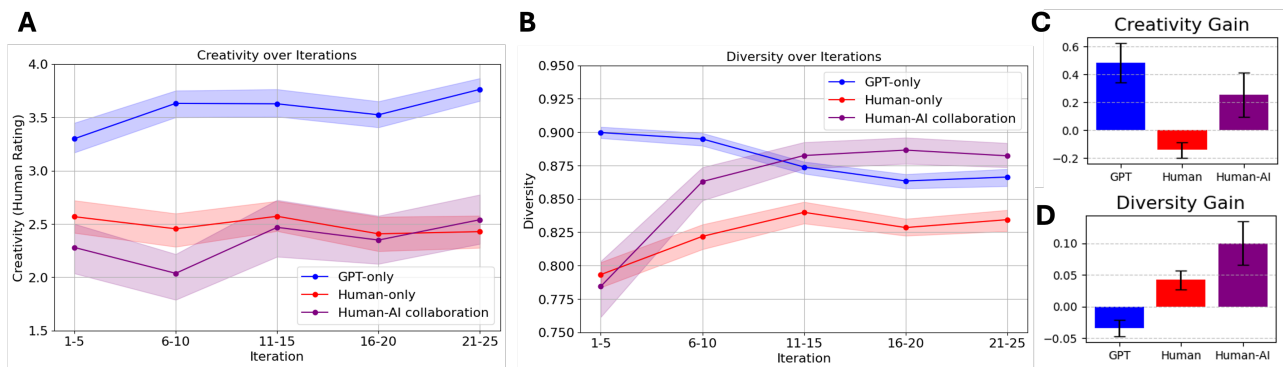 A
Creativity over Iterations
Creativity (Human Rating)
4.0
3.5
3.0
2.5
2.0
1.5
GPT-only
Human-only
Human-AI collaboration
1-5
6-10
11-15
16-20
21-25
Iteration
B
Diversity over Iterations
Diversity
0.950
0.925
0.900
0.875
0.850
0.825
0.800
0.775
0.750
GPT-only
Human-only
Human-AI collaboration
1-5
6-10
11-15
16-20
21-25
Iteration
C
Creativity Gain
0.6
0.4
0.2
0.0
−0.2
GPT
Human
Human-AI
D
Diversity Gain
0.10
0.05
0.00
−0.05
GPT
Human
Human-AI